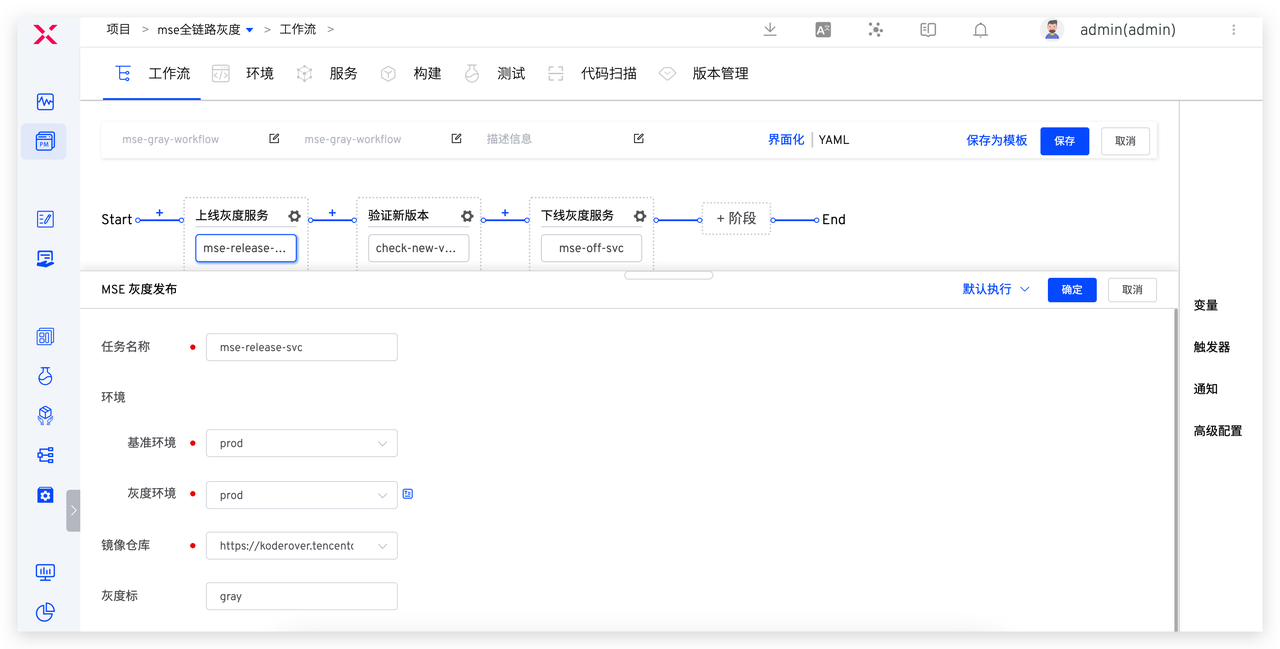 项目 > mse全链路灰度 > 工作流 >
admin(admin)
工作流 环境 服务 构建 测试 代码扫描 版本管理
PM
mse-gray-workflow mse-gray-workflow 描述信息 界面化 | YAML 保存为模板 保存 取消
Start 上线灰度服务 验证新版本 下线灰度服务 + 阶段 End
mse-release-... check-new-v... mse-off-svc
MSE 灰度发布 默认执行 确定 取消
变量
触发器
通知
高级配置
任务名称 mse-release-svc
环境
基准环境 prod
灰度环境 prod
镜像仓库 https://koderover.tencentc
灰度标 gray